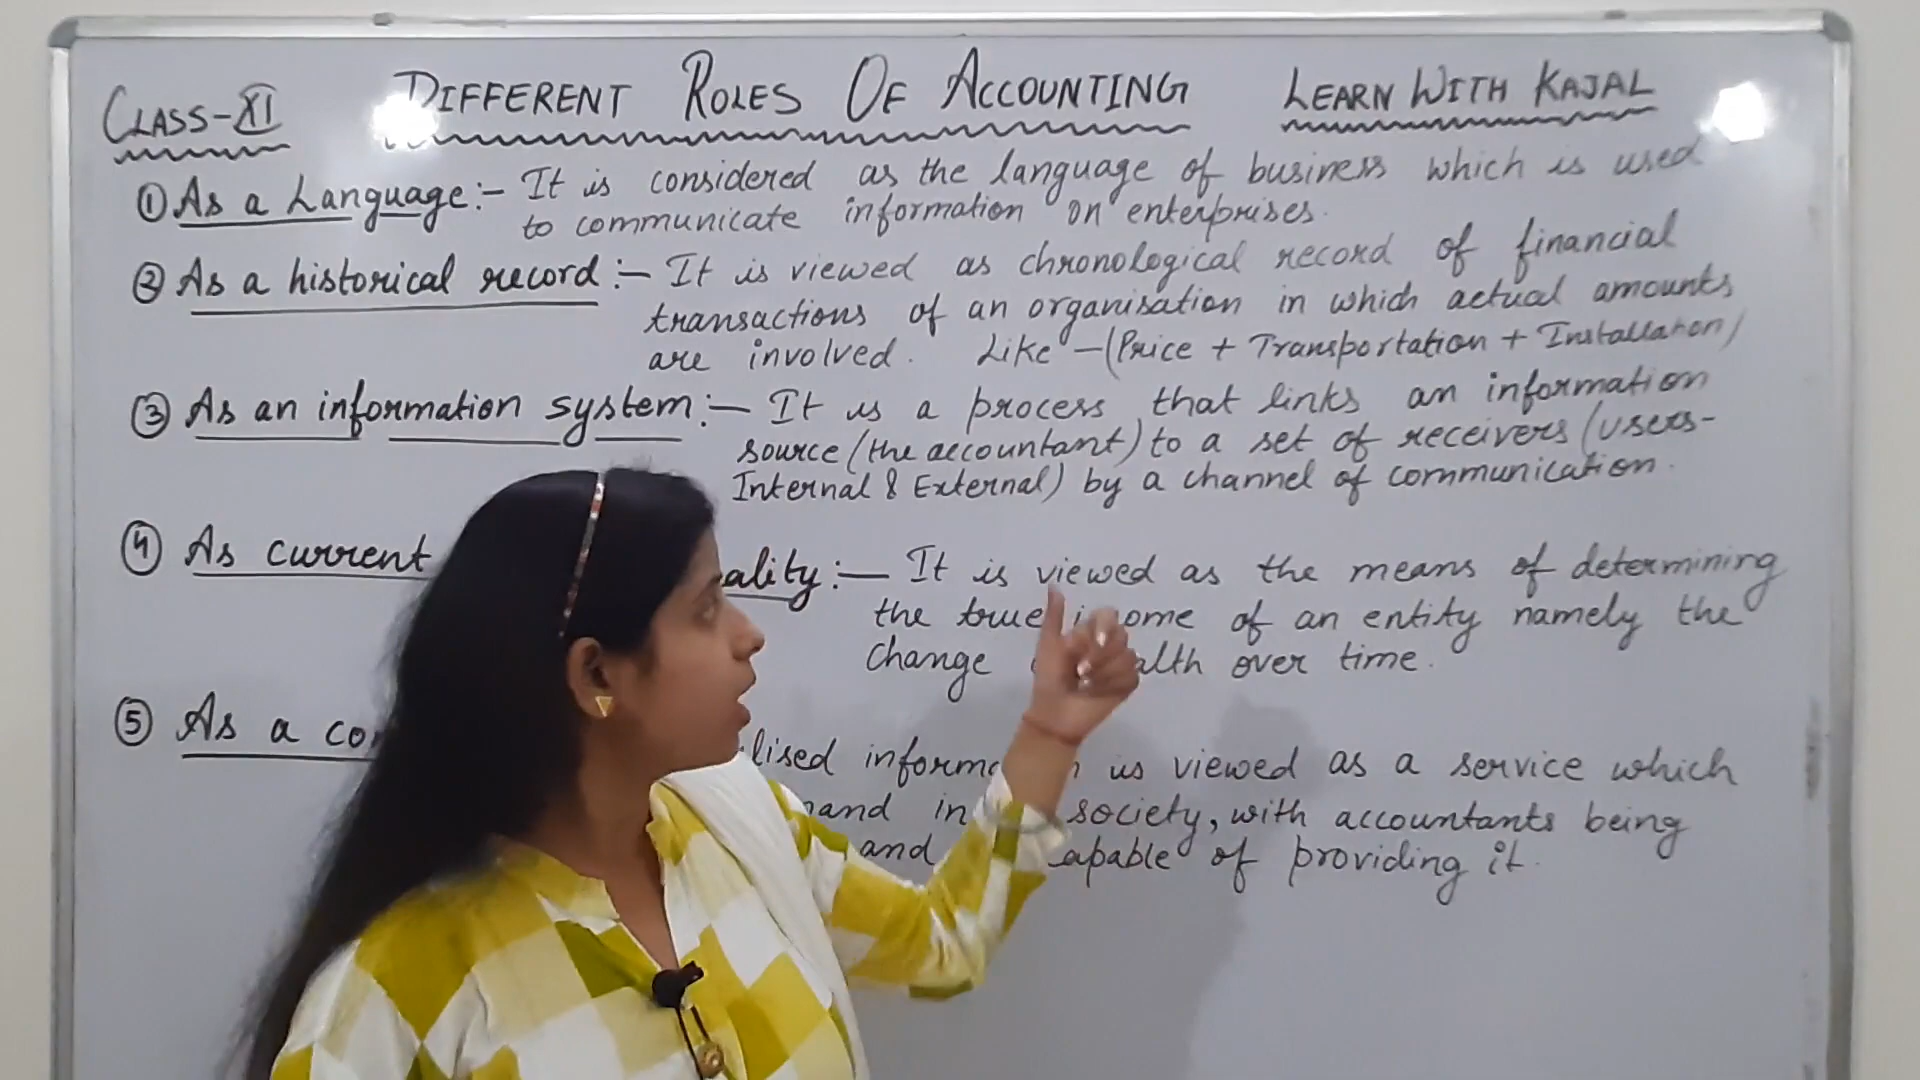 CLASS-XI DIFFERENT ROLES OF ACCOUNTING LEARN WITH KAJAL
① As a Language:- It is considered as the language of business which is used
to communicate information on enterprises.
② As a historical record:- It is viewed as chronological record of financial
transactions of an organisation in which actual amounts
are involved. Like -(Price + Transportation + Installation)
③ As an information system:- It is a process that links an information
source (the accountant) to a set of receivers (users-
Internal & External) by a channel of communication.
④ As current ality:- It is viewed as the means of determining
the true income of an entity namely the
change alth over time.
⑤ As a co lised information is viewed as a service which
and in society, with accountants being
and capable of providing it.